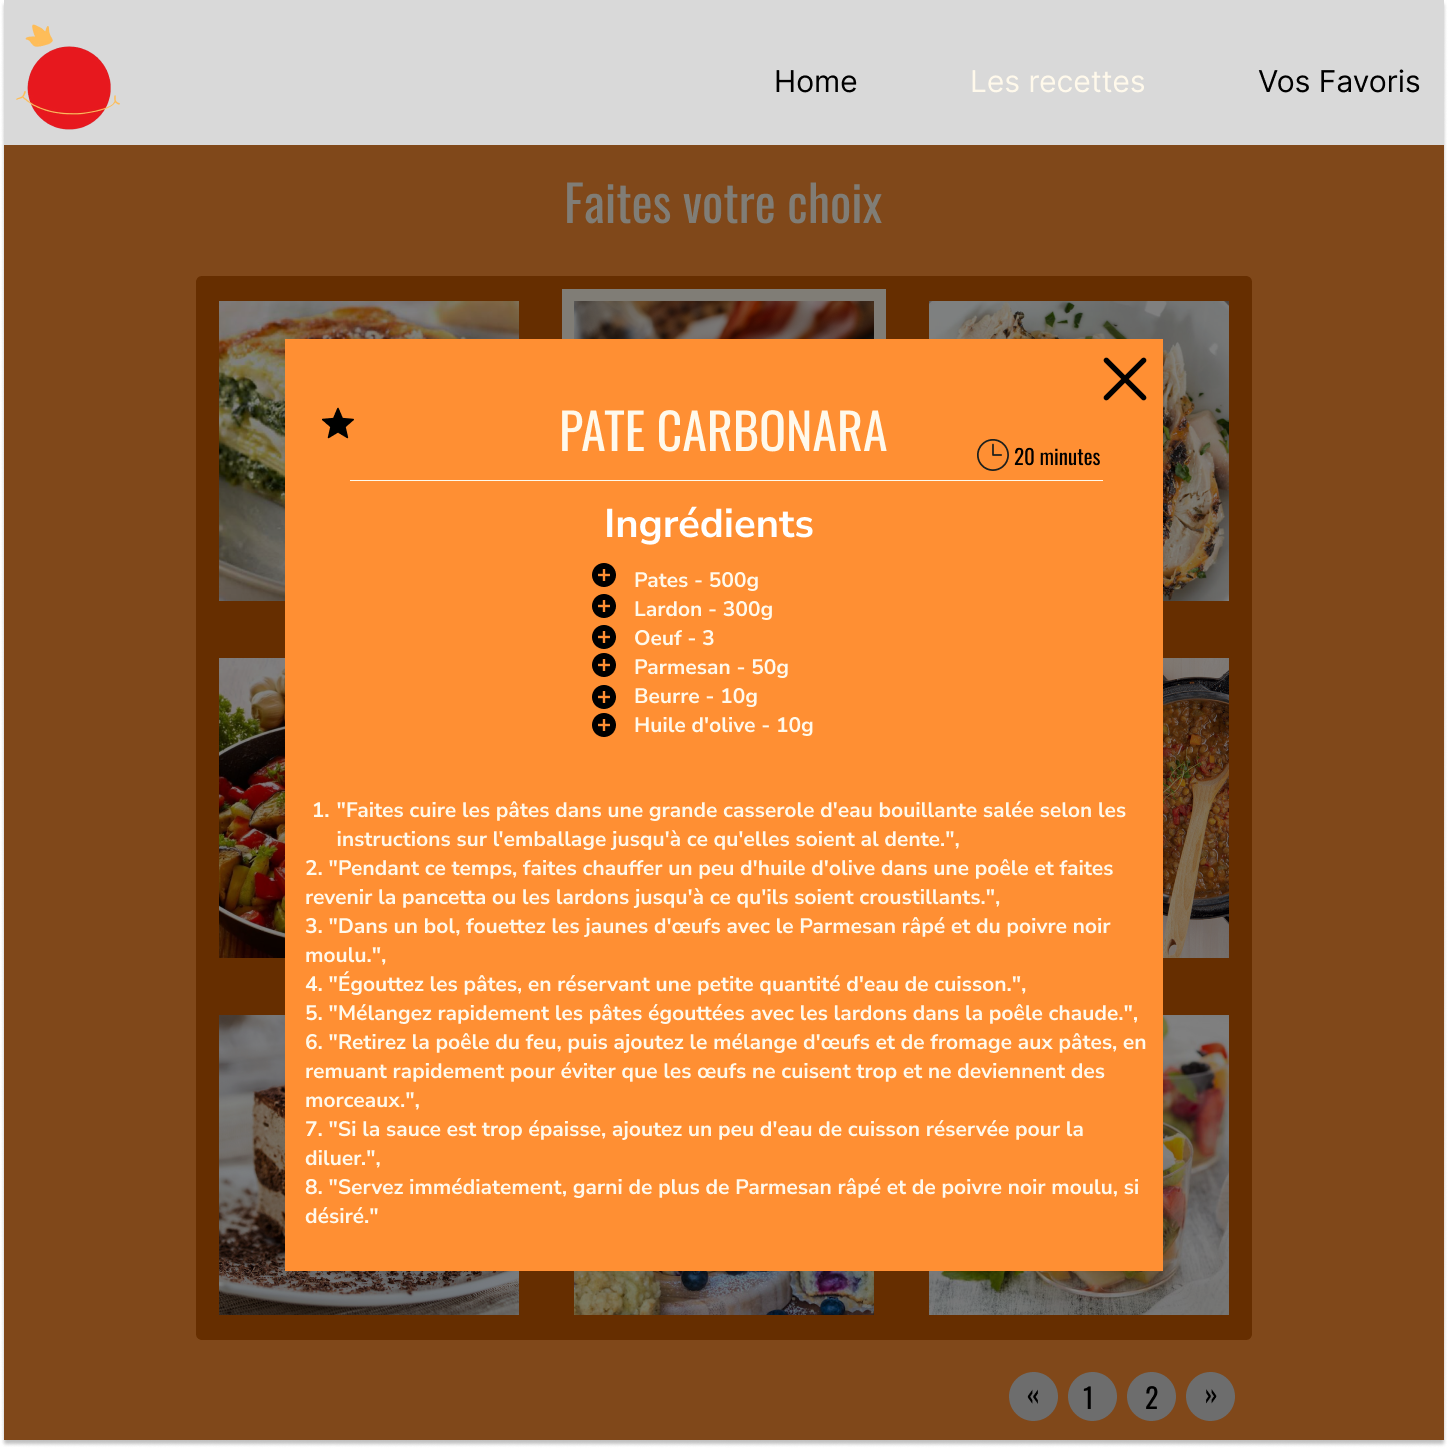 Home Les recettes Vos Favoris
Faites votre choix
PATE CARBONARA
20 minutes
Ingrédients
Pates - 500g
Lardon - 300g
Oeuf - 3
Parmesan - 50g
Beurre - 10g
Huile d'olive - 10g
1. "Faites cuire les pâtes dans une grande casserole d'eau bouillante salée selon les
instructions sur l'emballage jusqu'à ce qu'elles soient al dente.",
2. "Pendant ce temps, faites chauffer un peu d'huile d'olive dans une poêle et faites
revenir la pancetta ou les lardons jusqu'à ce qu'ils soient croustillants.",
3. "Dans un bol, fouettez les jaunes d'œufs avec le Parmesan râpé et du poivre noir
moulu.",
4. "Égouttez les pâtes, en réservant une petite quantité d'eau de cuisson.",
5. "Mélangez rapidement les pâtes égouttées avec les lardons dans la poêle chaude.",
6. "Retirez la poêle du feu, puis ajoutez le mélange d'œufs et de fromage aux pâtes, en
remuant rapidement pour éviter que les œufs ne cuisent trop et ne deviennent des
morceaux.",
7. "Si la sauce est trop épaisse, ajoutez un peu d'eau de cuisson réservée pour la
diluer.",
8. "Servez immédiatement, garni de plus de Parmesan râpé et de poivre noir moulu, si
désiré."
« 1 2 »